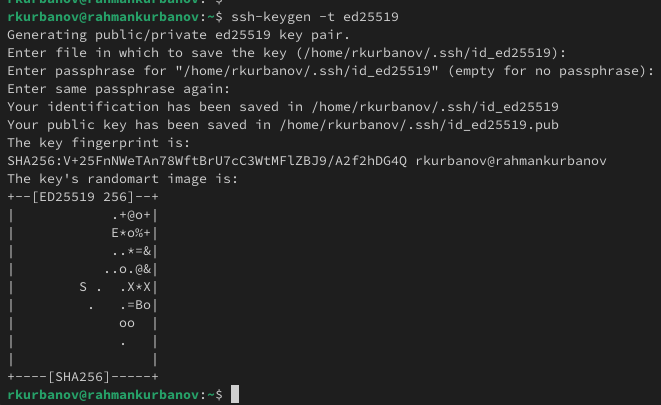 rkurbanov@rahmankurbanov:~$
rkurbanov@rahmankurbanov:~$ ssh-keygen -t ed25519
Generating public/private ed25519 key pair.
Enter file in which to save the key (/home/rkurbanov/.ssh/id_ed25519):
Enter passphrase for "/home/rkurbanov/.ssh/id_ed25519" (empty for no passphrase):
Enter same passphrase again:
Your identification has been saved in /home/rkurbanov/.ssh/id_ed25519
Your public key has been saved in /home/rkurbanov/.ssh/id_ed25519.pub
The key fingerprint is:
SHA256:V+25FnNWeTAn78WftBrU7cC3WtMFlZBJ9/A2f2hDG4Q rkurbanov@rahmankurbanov
The key's randomart image is:
+--[ED25519 256]--+
|           .+@o+|
|           E*o%+|
|           ..*=&|
|          ..o.@&|
|       S .  .X*X|
|        .   .=Bo|
|            oo  |
|            .   |
|                |
+----[SHA256]-----+
rkurbanov@rahmankurbanov:~$